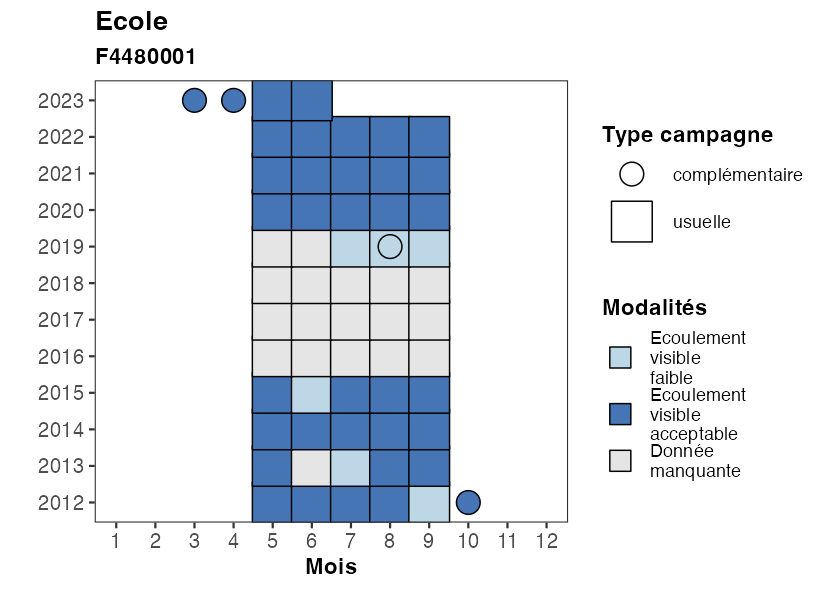 Ecole
F4480001
2023
2022
2021
2020
2019
2018
2017
2016
2015
2014
2013
2012
1 2 3 4 5 6 7 8 9 10 11 12
Mois
Type campagne
complémentaire
usuelle
Modalités
Ecoulement
visible
faible
Ecoulement
visible
acceptable
Donnée
manquante